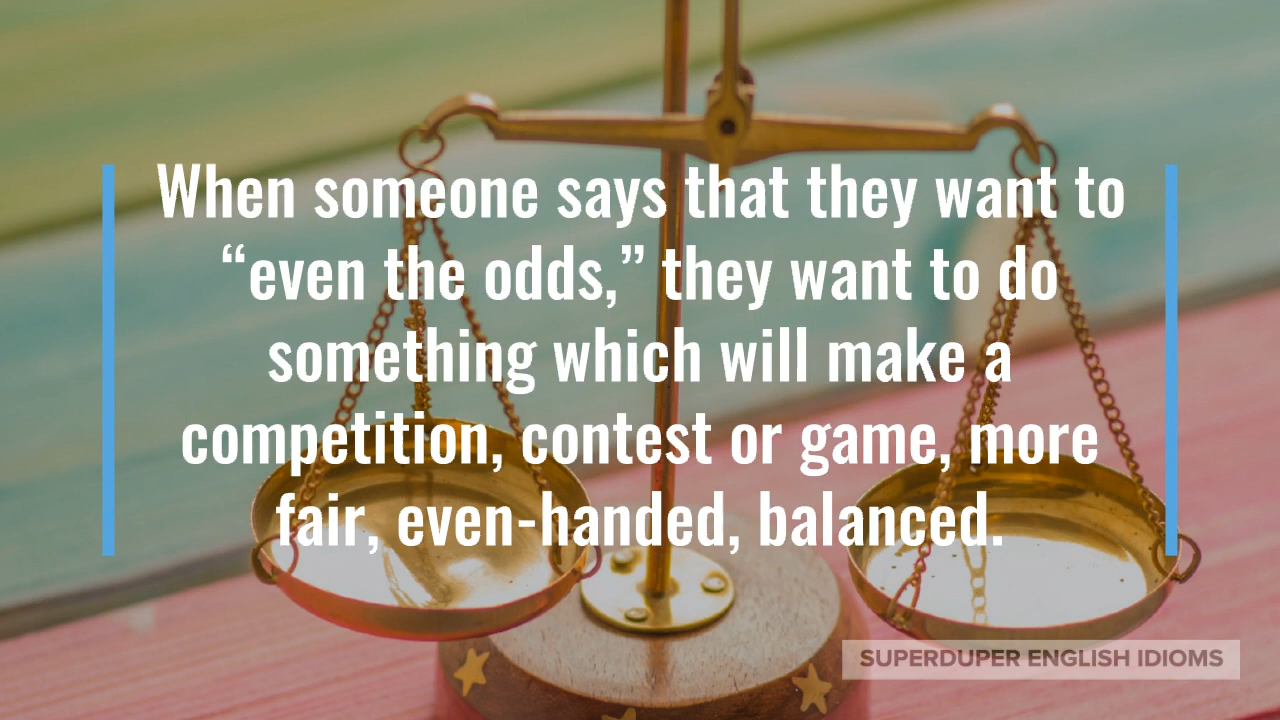 When someone says that they want to
“even the odds,” they want to do
something which will make a
competition, contest or game, more
fair, even-handed, balanced.
SUPERDUPER ENGLISH IDIOMS